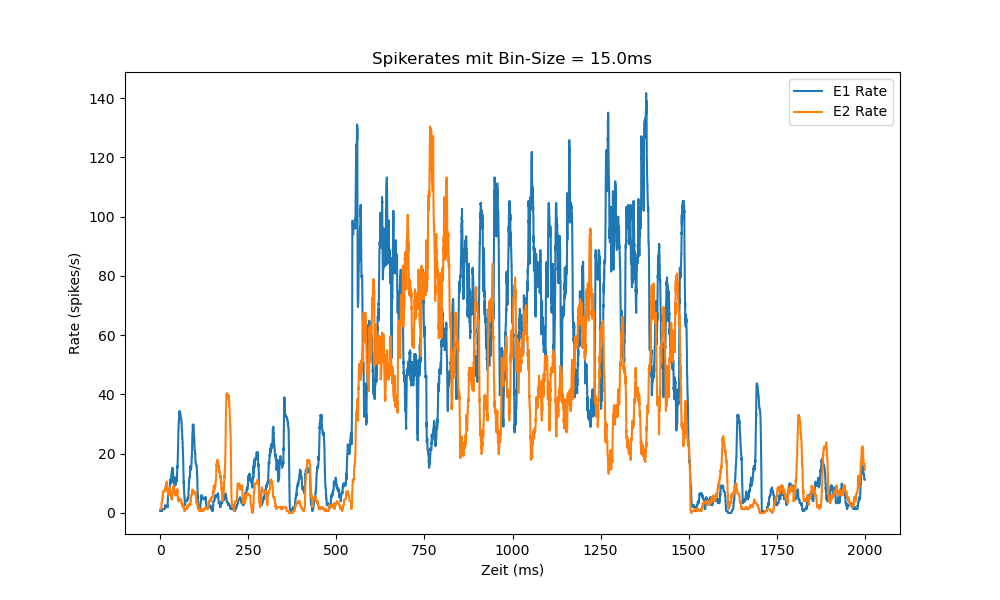 Spikerates mit Bin-Size = 15.0ms
E1 Rate
E2 Rate
Rate (spikes/s)
140
120
100
80
60
40
20
0
0 250 500 750 1000 1250 1500 1750 2000
Zeit (ms)